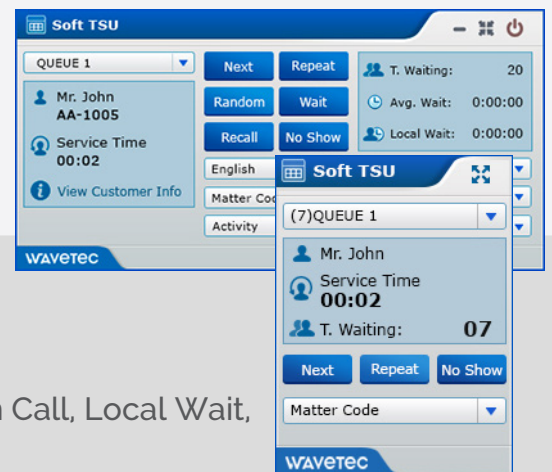 Soft TSU
QUEUE 1
Mr. John
AA-1005
Service Time
00:02
View Customer Info
Next Repeat
Random Wait
Recall No Show
English
Matter Cod
Activity
T. Waiting: 20
Avg. Wait: 0:00:00
Local Wait: 0:00:00
WAVETEC
Soft TSU
(7)QUEUE 1
Mr. John
Service Time
00:02
T. Waiting: 07
Next Repeat No Show
Matter Code
WAVETEC
Call, Local Wait,